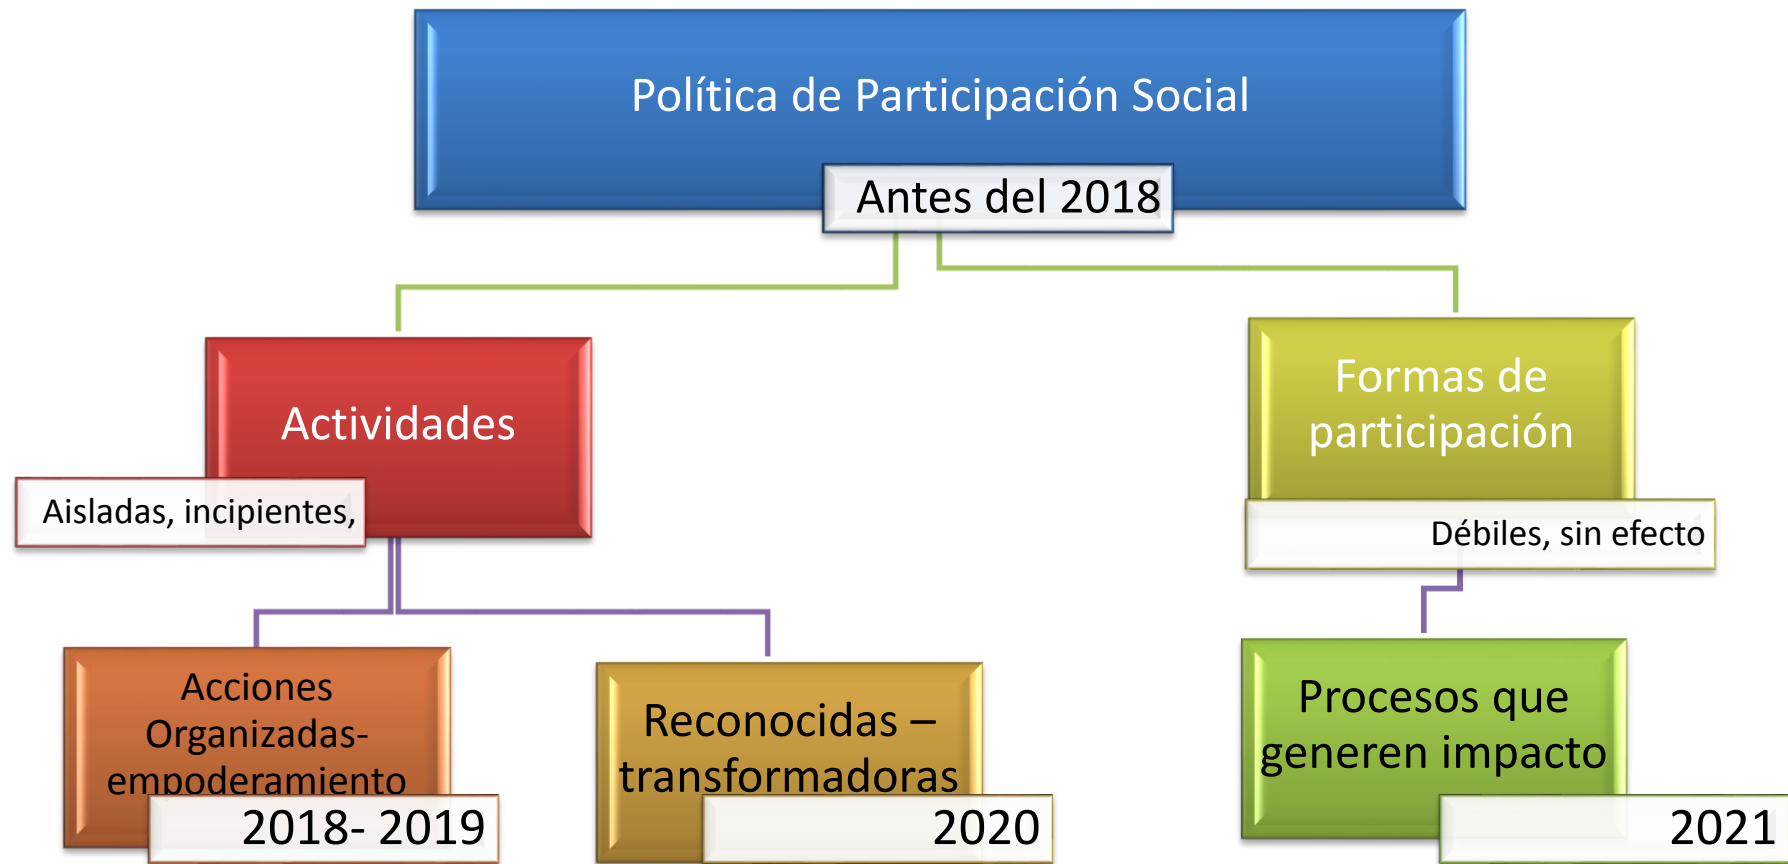 Política de Participación Social
Antes del 2018
Actividades
Aisladas, incipientes,
Formas de
participación
Débiles, sin efecto
Acciones
Organizadas-
empoderamiento
2018- 2019
Reconocidas –
transformadoras
2020
Procesos que
generen impacto
2021